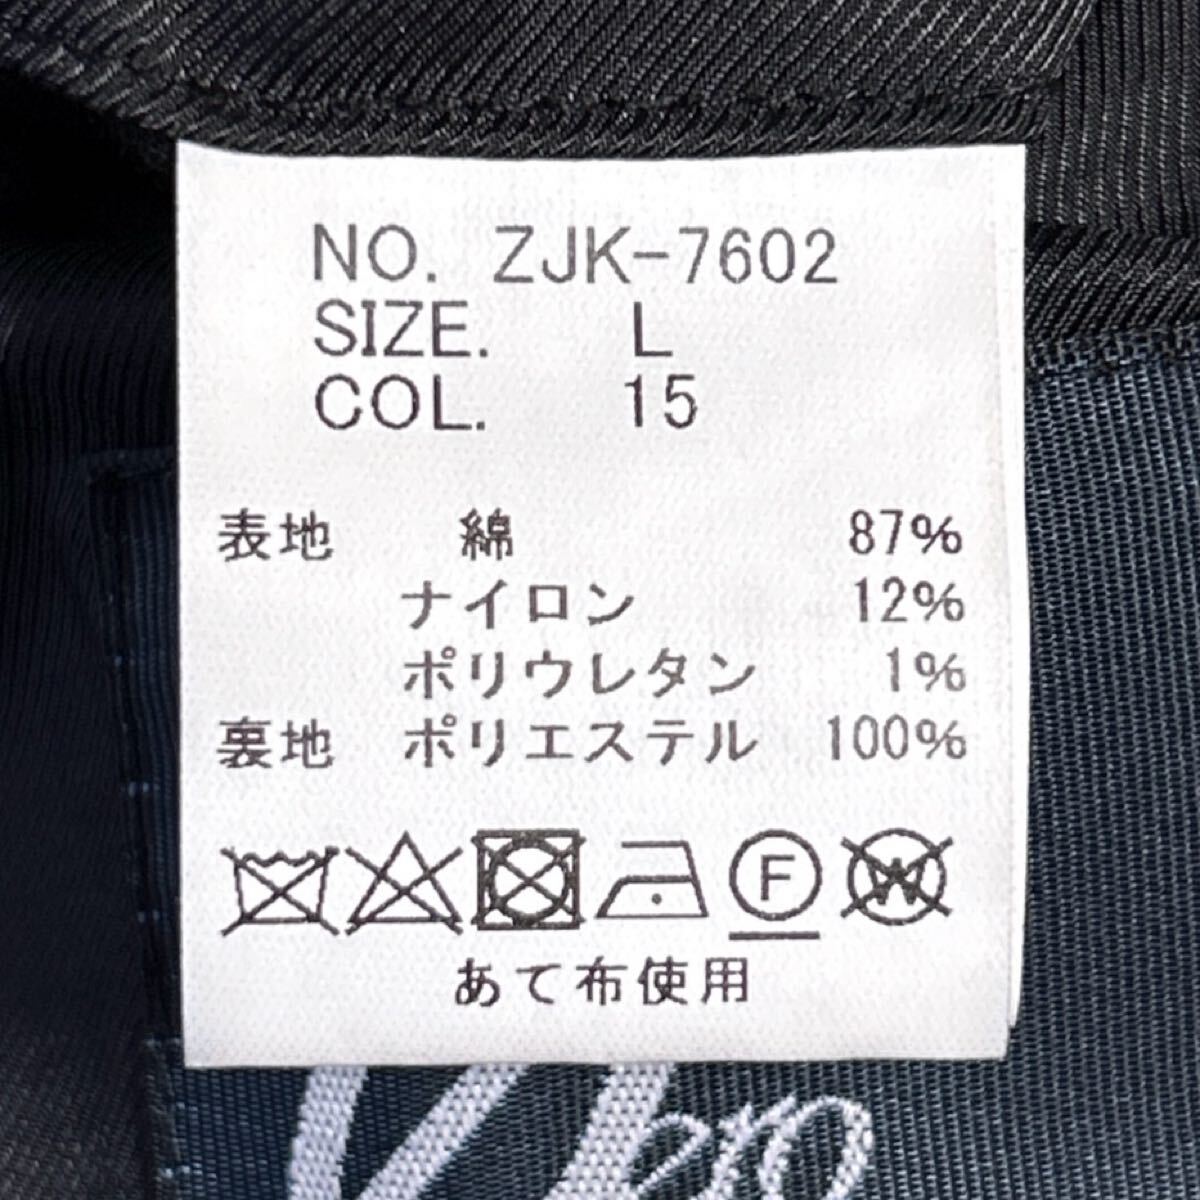 NO. ZJK-7602
SIZE. L
COL. 15
表地 綿 87%
ナイロン 12%
ポリウレタン 1%
裏地 ポリエステル 100%
F W
あて布使用